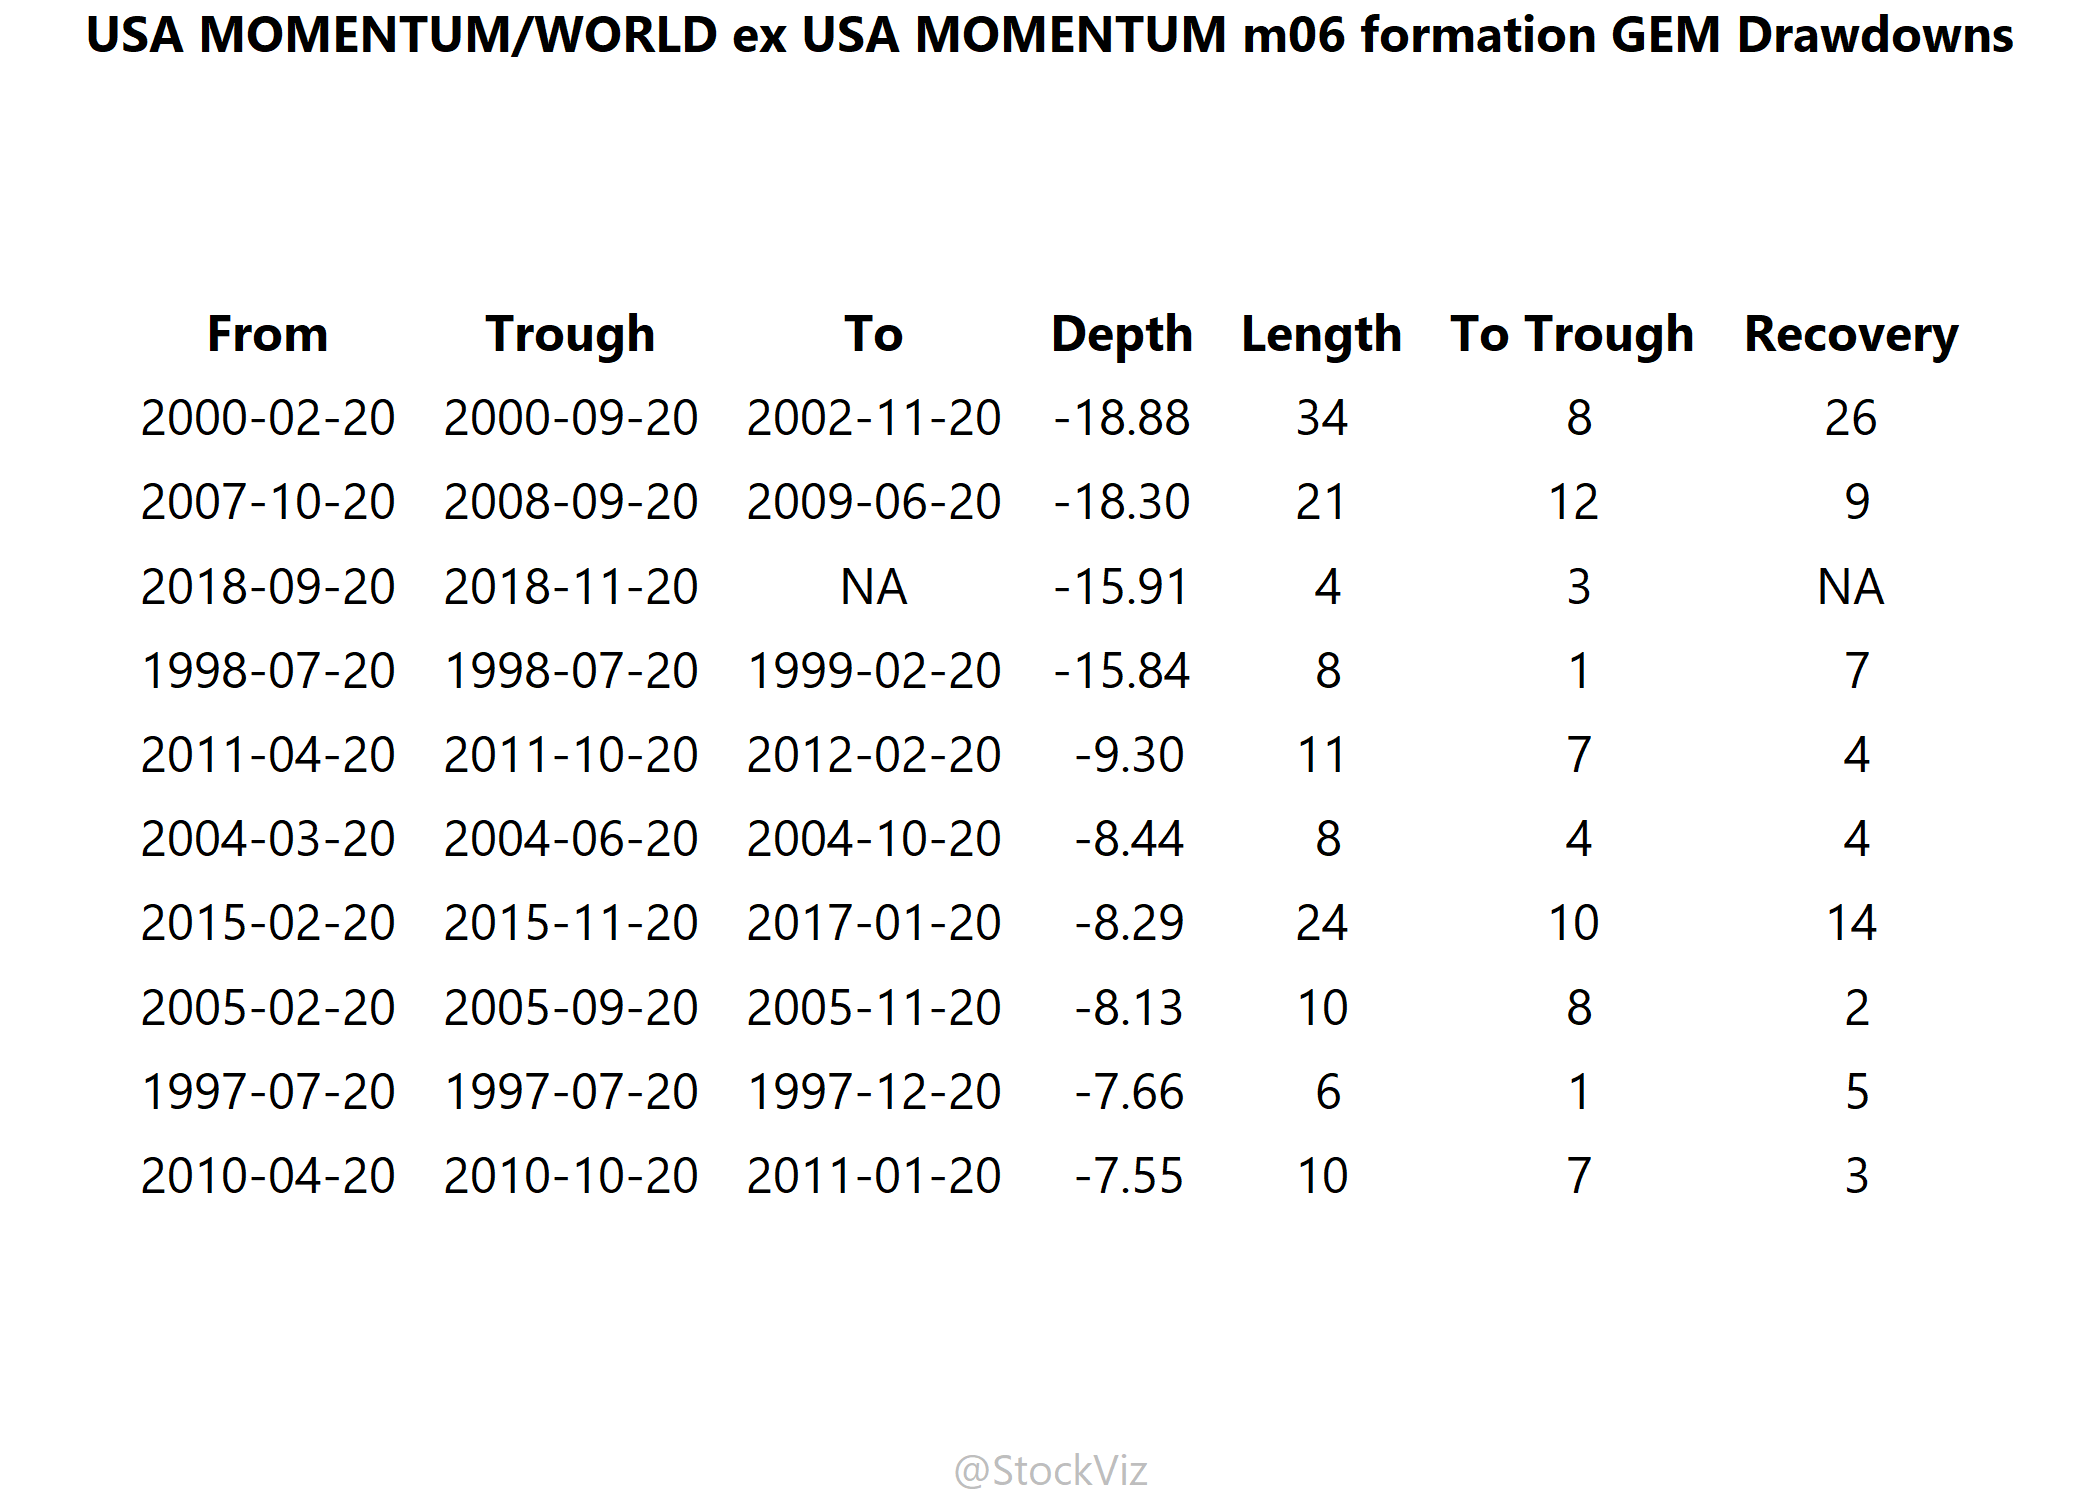 USA MOMENTUM/WORLD ex USA MOMENTUM m06 formation GEM Drawdowns
From Trough To Depth Length To Trough Recovery
2000-02-20 2000-09-20 2002-11-20 -18.88 34 8 26
2007-10-20 2008-09-20 2009-06-20 -18.30 21 12 9
2018-09-20 2018-11-20 NA -15.91 4 3 NA
1998-07-20 1998-07-20 1999-02-20 -15.84 8 1 7
2011-04-20 2011-10-20 2012-02-20 -9.30 11 7 4
2004-03-20 2004-06-20 2004-10-20 -8.44 8 4 4
2015-02-20 2015-11-20 2017-01-20 -8.29 24 10 14
2005-02-20 2005-09-20 2005-11-20 -8.13 10 8 2
1997-07-20 1997-07-20 1997-12-20 -7.66 6 1 5
2010-04-20 2010-10-20 2011-01-20 -7.55 10 7 3
@StockViz